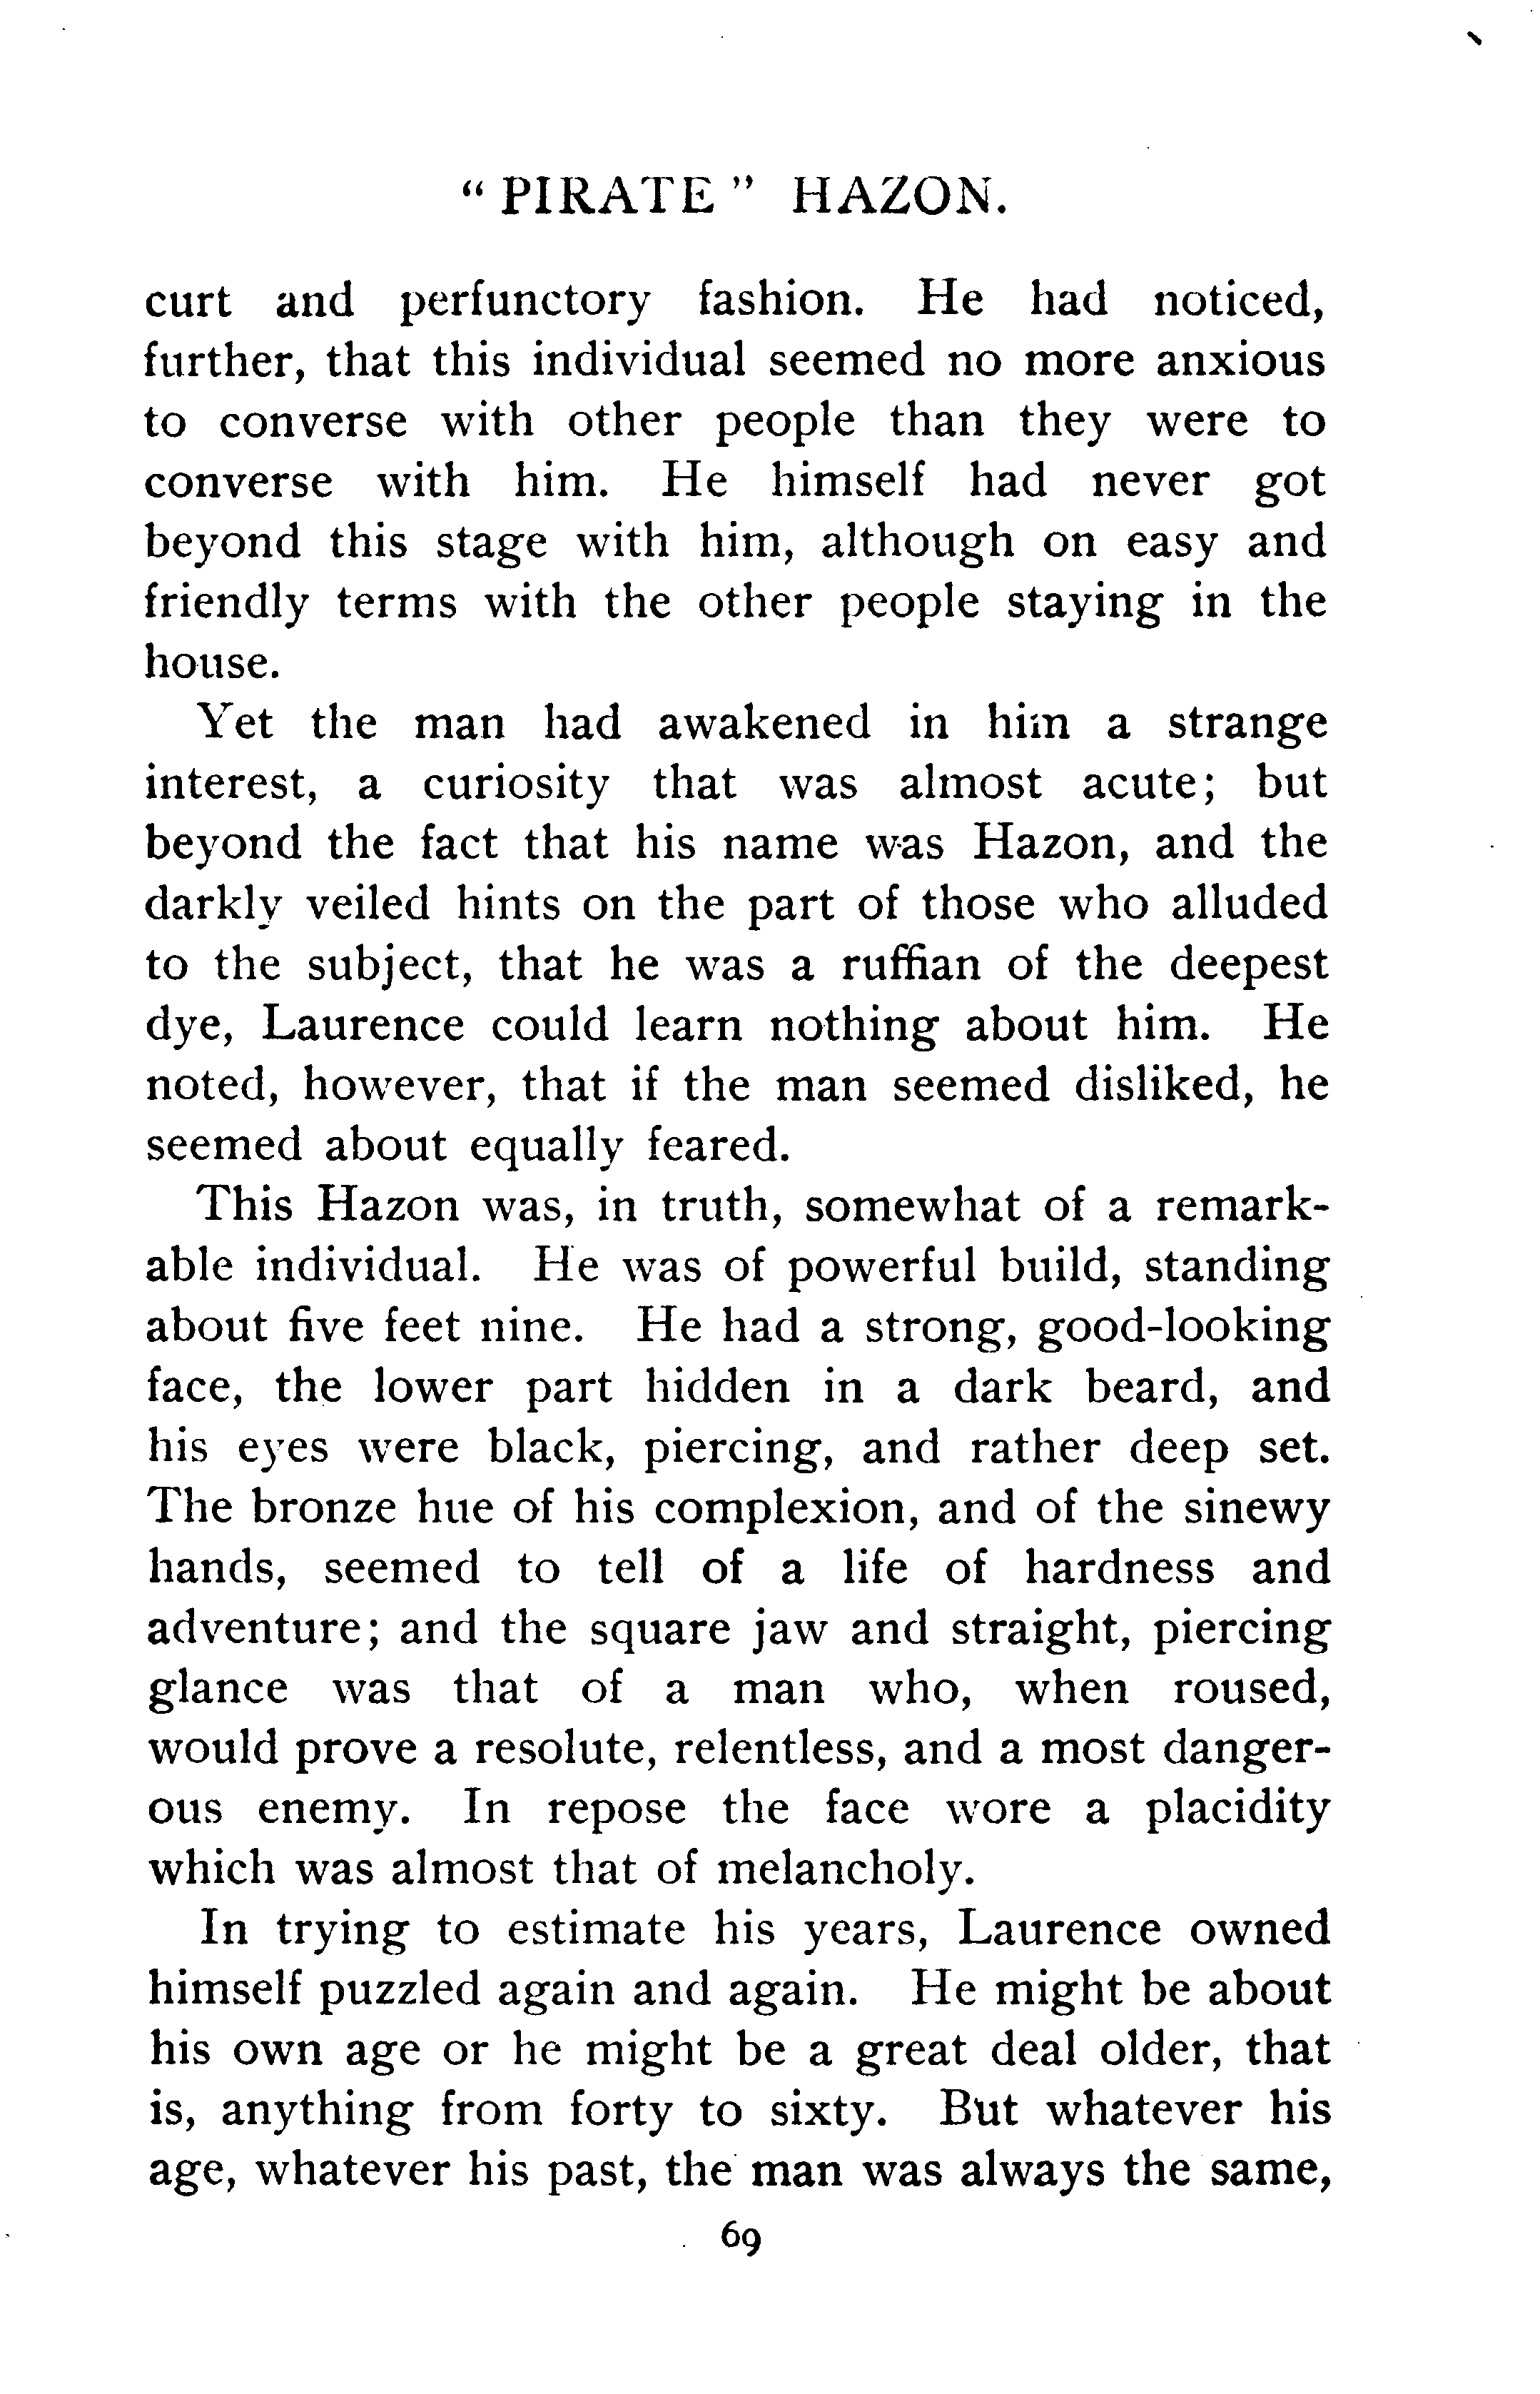 “ PIRATE ” HAZON.
curt and perfunctory fashion. He had noticed,
further, that this individual seemed no more anxious
to converse with other people than they were to
converse with him. He himself had never got
beyond this stage with him, although on easy and
friendly terms with the other people staying in the
house.
Yet the man had awakened in him a strange
interest, a curiosity that was almost acute; but
beyond the fact that his name was Hazon, and the
darkly veiled hints on the part of those who alluded
to the subject, that he was a ruffian of the deepest
dye, Laurence could learn nothing about him. He
noted, however, that if the man seemed disliked, he
seemed about equally feared.
This Hazon was, in truth, somewhat of a remark-
able individual. He was of powerful build, standing
about five feet nine. He had a strong, good-looking
face, the lower part hidden in a dark beard, and
his eyes were black, piercing, and rather deep set.
The bronze hue of his complexion, and of the sinewy
hands, seemed to tell of a life of hardness and
adventure; and the square jaw and straight, piercing
glance was that of a man who, when roused,
would prove a resolute, relentless, and a most danger-
ous enemy. In repose the face wore a placidity
which was almost that of melancholy.
In trying to estimate his years, Laurence owned
himself puzzled again and again. He might be about
his own age or he might be a great deal older, that
is, anything from forty to sixty. But whatever his
age, whatever his past, the man was always the same,
69